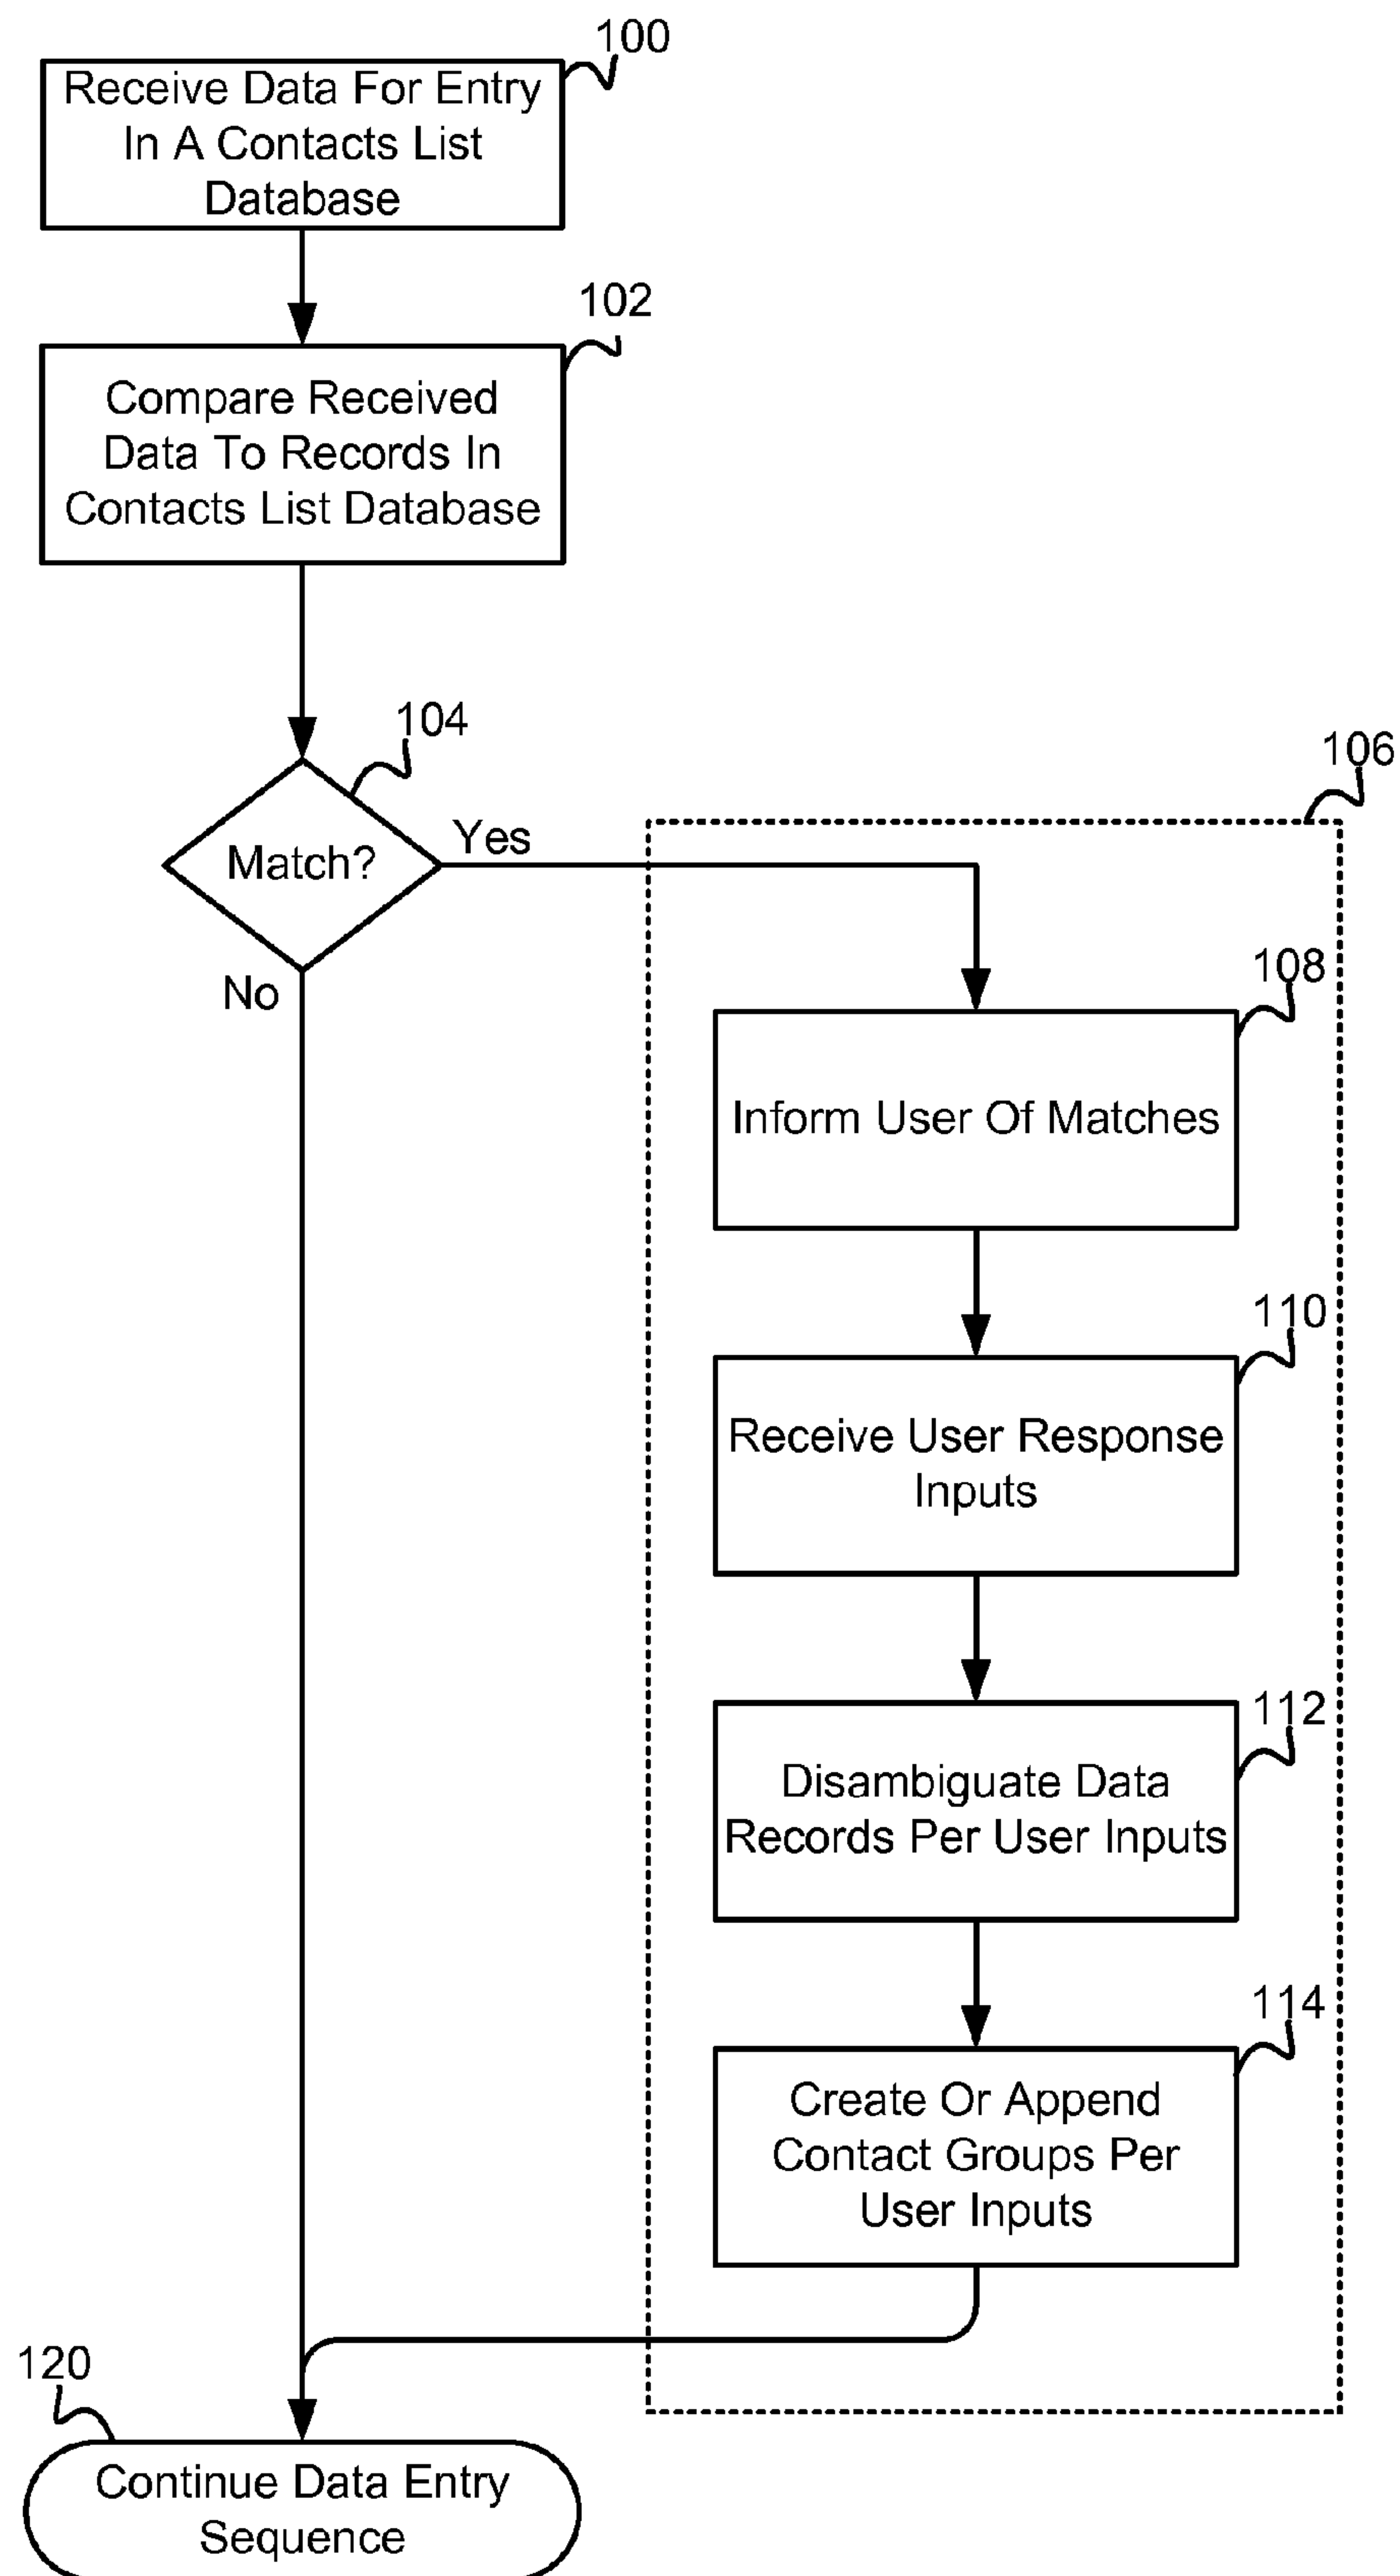 100
Receive Data For Entry
In A Contacts List
Database
102
Compare Received
Data To Records In
Contacts List Database
104
Match?
Yes
No
106
108
Inform User Of Matches
110
Receive User Response
Inputs
112
Disambiguate Data
Records Per User Inputs
114
Create Or Append
Contact Groups Per
User Inputs
120
Continue Data Entry
Sequence